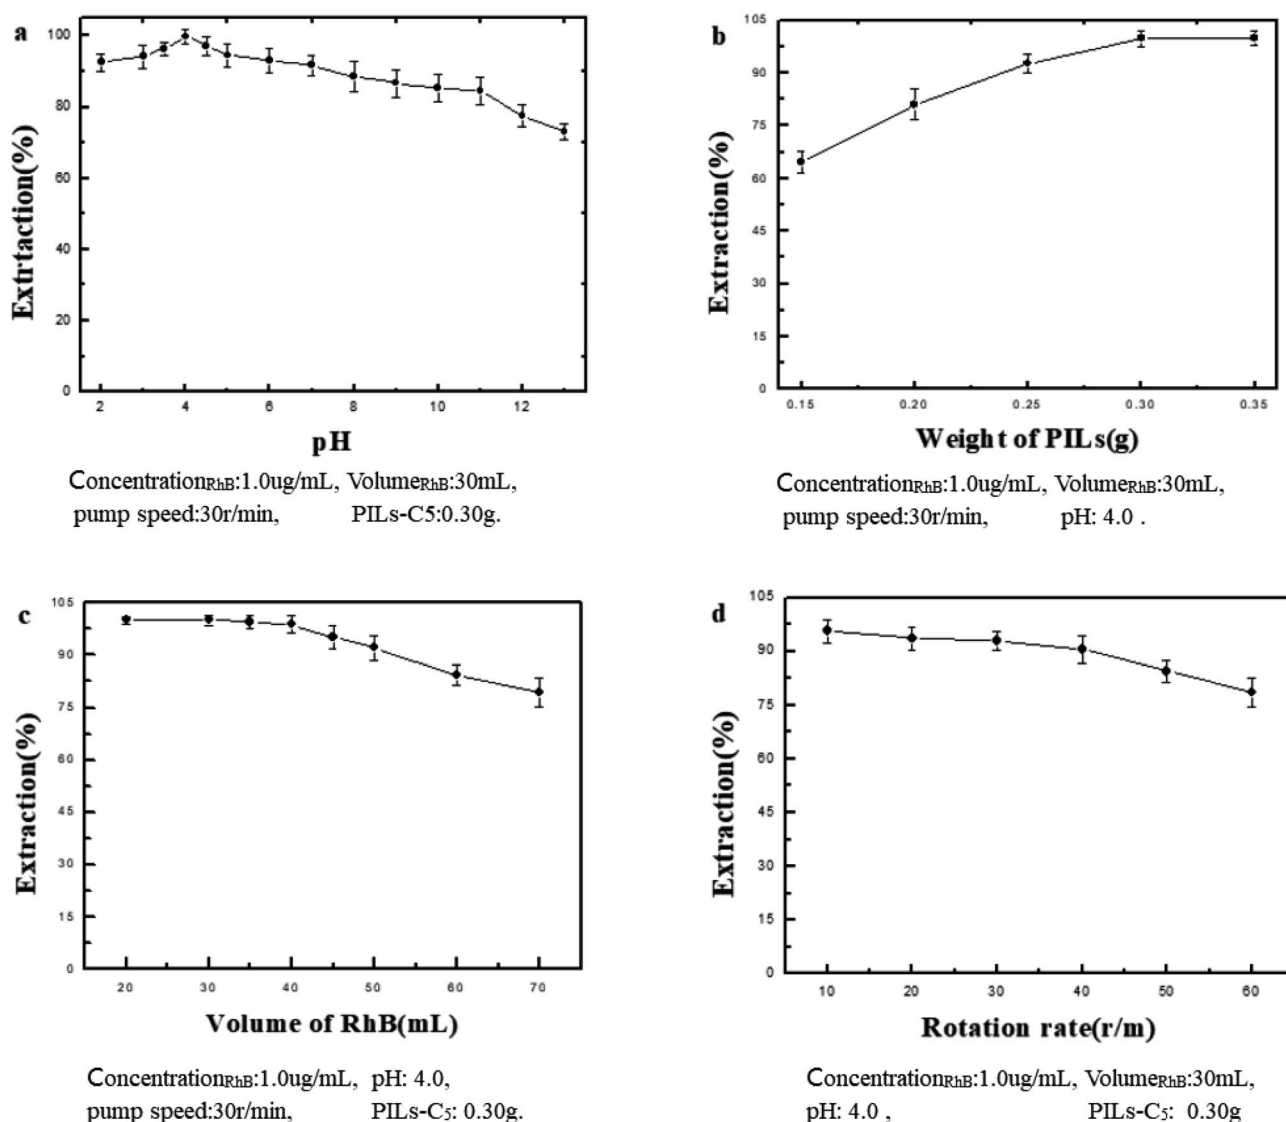 a
100
80
60
40
20
0
2 4 6 8 10 12
Extrtaction(%)
pH
ConcentrationRhB:1.0ug/mL, VolumeRhB:30mL,
pump speed:30r/min, PILs-C5:0.30g.
b
105
90
75
60
45
30
15
0
0.15 0.20 0.25 0.30 0.35
Extraction(%)
Weight of PILs(g)
ConcentrationRhB:1.0ug/mL, VolumeRhB:30mL,
pump speed:30r/min, pH: 4.0 .
c
105
90
75
60
45
30
15
0
20 30 40 50 60 70
Extraction(%)
Volume of RhB(mL)
ConcentrationRhB:1.0ug/mL, pH: 4.0,
pump speed:30r/min, PILs-C5: 0.30g.
d
105
90
75
60
45
30
15
0
10 20 30 40 50 60
Extraction(%)
Rotation rate(r/m)
ConcentrationRhB:1.0ug/mL, VolumeRhB:30mL,
pH: 4.0 , PILs-C5: 0.30g